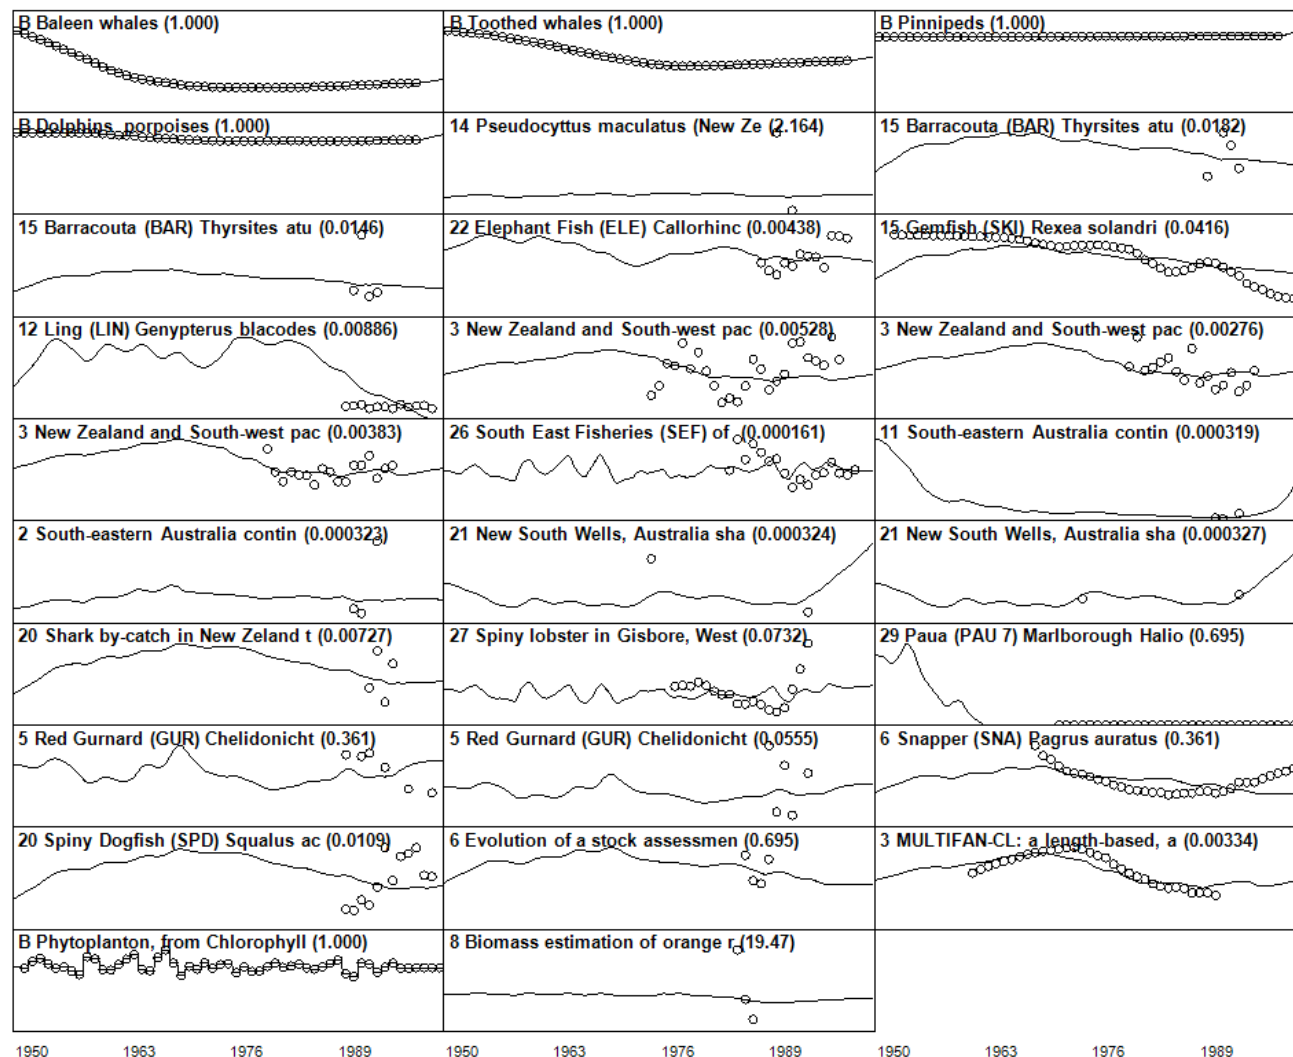 B Baleen whales (1.000)
B Toothed whales (1.000)
B Pinnipeds (1.000)
B Dolphins porpoises (1.000)
14 Pseudocyttus maculatus (New Ze (2.164)
15 Barracouta (BAR) Thyrsites atu (0.0182)
15 Barracouta (BAR) Thyrsites atu (0.0146)
22 Elephant Fish (ELE) Callorhinc (0.00438)
15 Gemfish (SKI) Rexea solandri (0.0416)
12 Ling (LIN) Genypterus blacodes (0.00886)
3 New Zealand and South-west pac (0.00528)
3 New Zealand and South-west pac (0.00276)
3 New Zealand and South-west pac (0.00383)
26 South East Fisheries (SEF) of (0.000161)
11 South-eastern Australia contin (0.000319)
2 South-eastern Australia contin (0.000323)
21 New South Wells, Australia sha (0.000324)
21 New South Wells, Australia sha (0.000327)
20 Shark by-catch in New Zeland t (0.00727)
27 Spiny lobster in Gisbore, West (0.0732)
29 Paua (PAU 7) Marlborough Halio (0.695)
5 Red Gurnard (GUR) Chelidonicht (0.361)
5 Red Gurnard (GUR) Chelidonicht (0.0555)
6 Snapper (SNA) Pagrus auratus (0.361)
20 Spiny Dogfish (SPD) Squalus ac (0.0109)
6 Evolution of a stock assessmen (0.695)
3 MULTIFAN-CL: a length-based, a (0.00334)
B Phytoplanton, from Chlorophyll (1.000)
8 Biomass estimation of orange r (19.47)
1950 1963 1976 1989 1950 1963 1976 1989 1950 1963 1976 1989